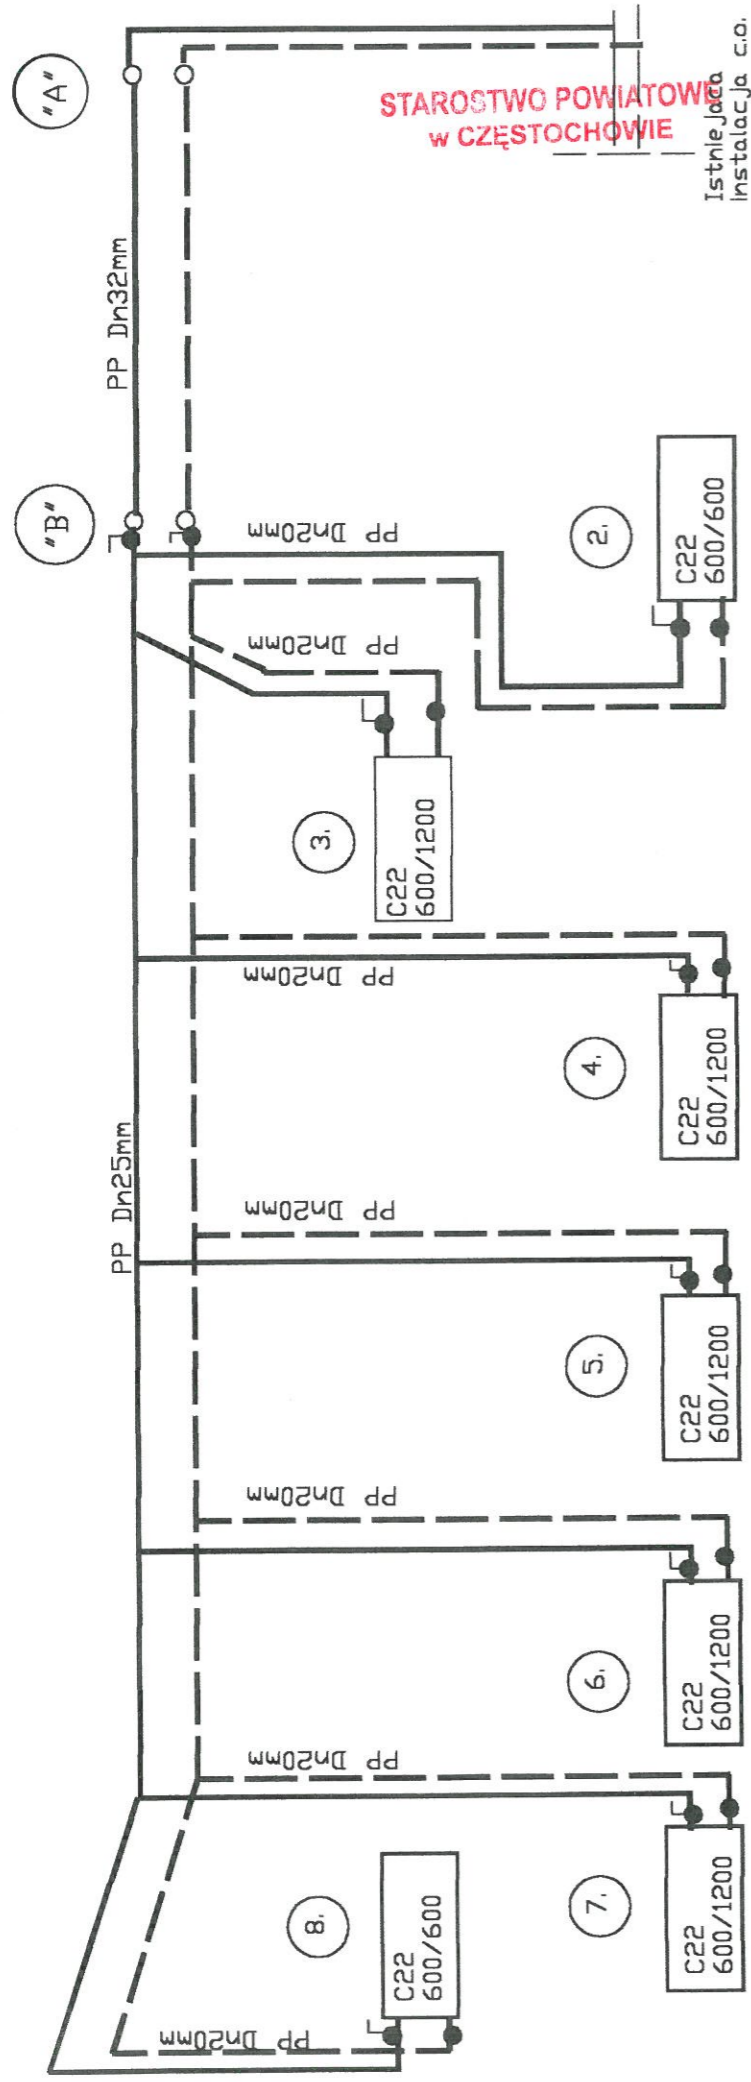 "A"
PP Dn32mm
"B"
STAROSTWO POWIATOWE
w CZĘSTOCHOWIE
Istniejąca
instalacja c.o.
PP Dn20mm
2.
C22
600/600
PP Dn20mm
3.
C22
600/1200
PP Dn25mm
PP Dn20mm
4.
C22
600/1200
PP Dn20mm
5.
C22
600/1200
PP Dn20mm
6.
C22
600/1200
PP Dn20mm
7.
C22
600/1200
8.
C22
600/600
PP Dn20mm